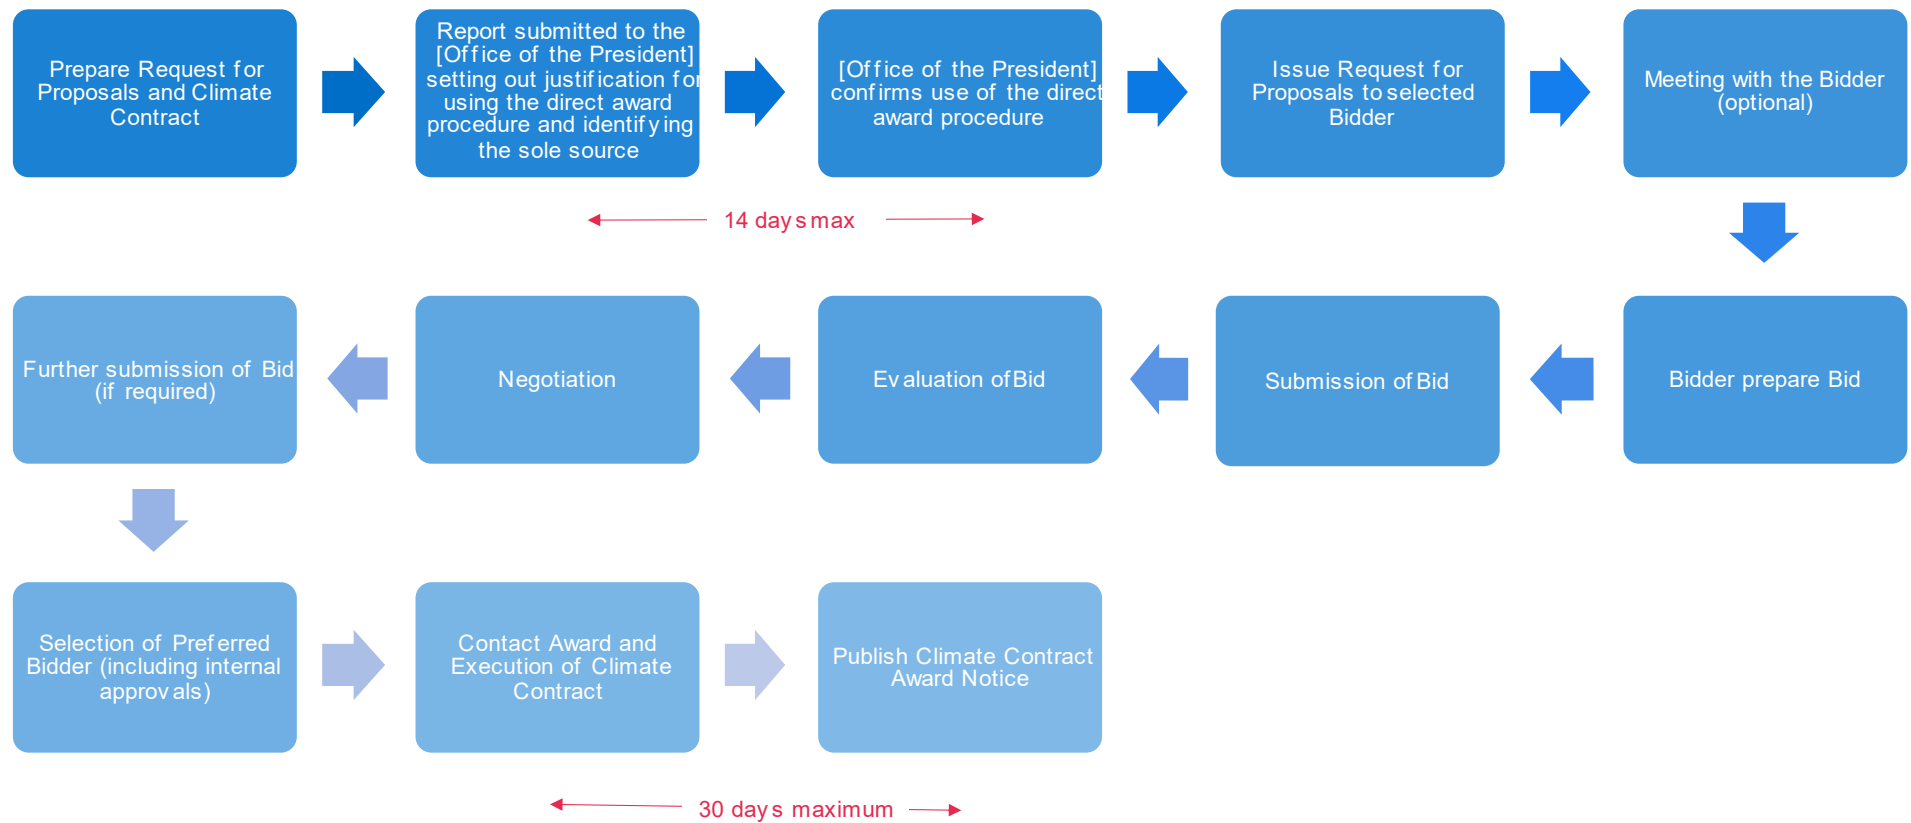 Prepare Request for
Proposals and Climate
Contract
Report submitted to the
[Office of the President]
setting out justification for
using the direct award
procedure and identifying
the sole source
[Office of the President]
confirms use of the direct
award procedure
Issue Request for
Proposals to selected
Bidder
Meeting with the Bidder
(optional)
14 days max
Further submission of Bid
(if required)
Negotiation
Evaluation of Bid
Submission of Bid
Bidder prepare Bid
Selection of Preferred
Bidder (including internal
approvals)
Contact Award and
Execution of Climate
Contract
Publish Climate Contract
Award Notice
30 days maximum